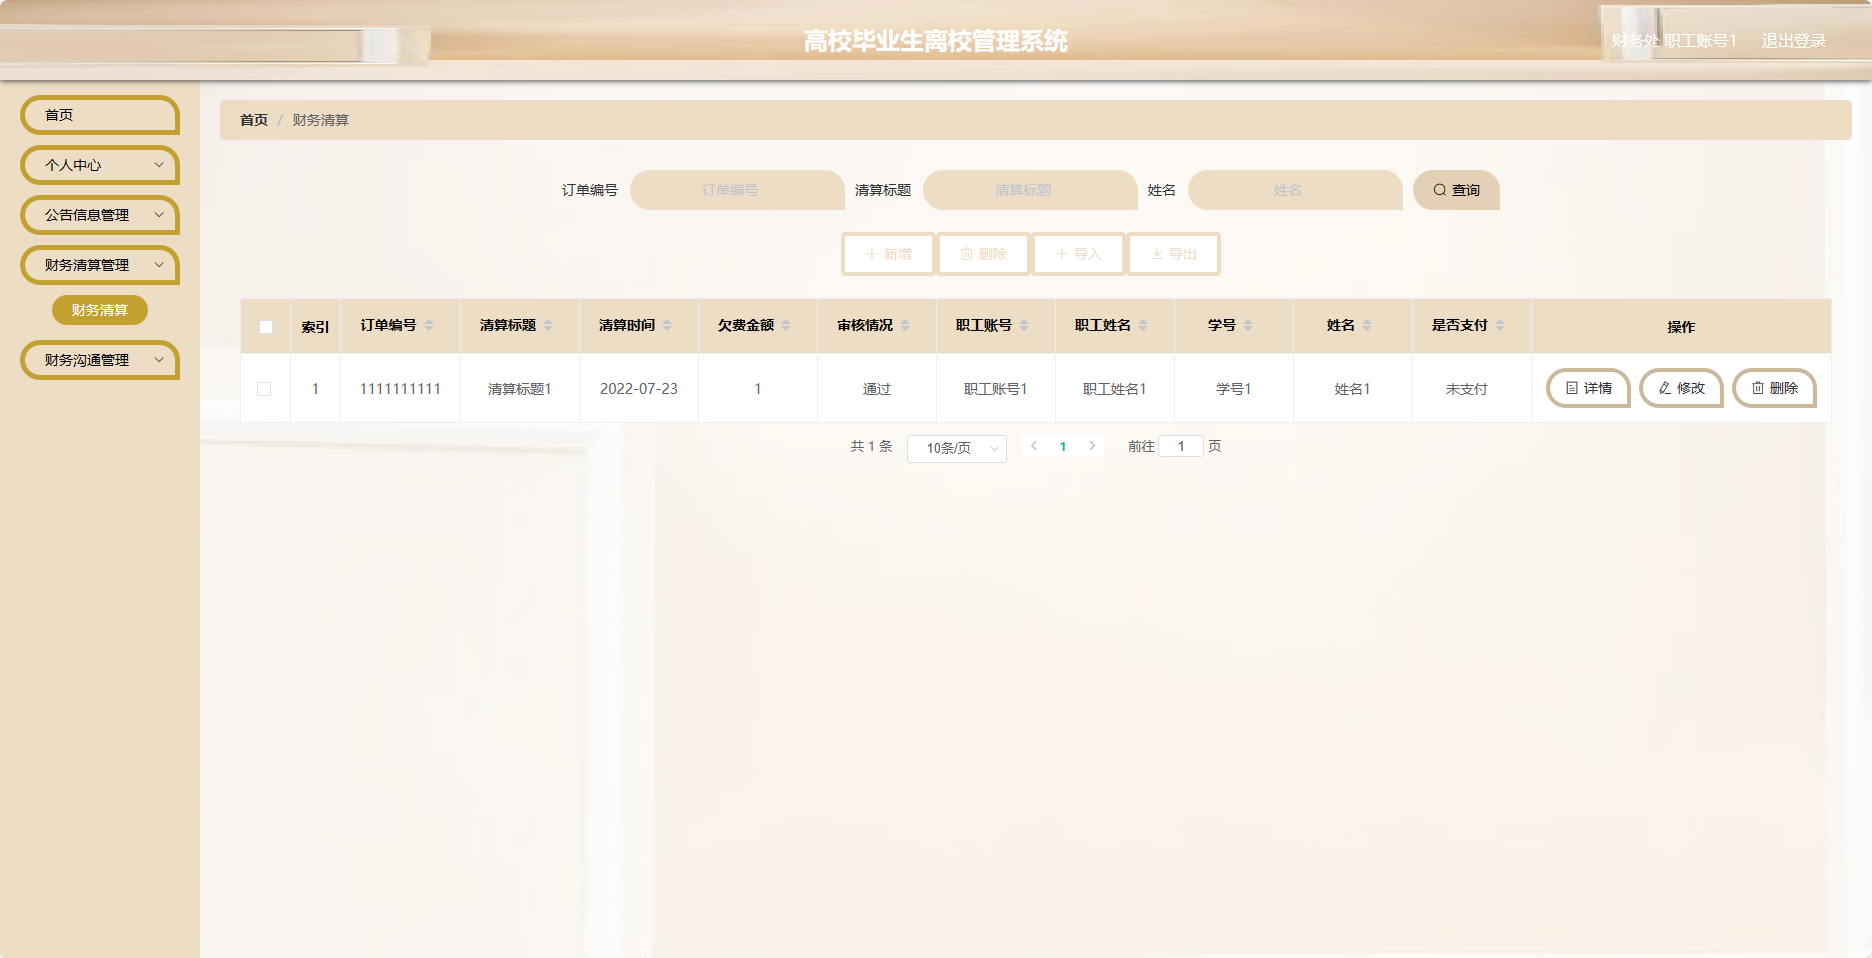 高校毕业生离校管理系统
财务处 职工账号1 退出登录
首页
个人中心
公告信息管理
财务清算管理
财务清算
财务沟通管理
首页 / 财务清算
订单编号 订单编号 清算标题 清算标题 姓名 姓名 查询
新增 删除 导入 导出
索引 订单编号 清算标题 清算时间 欠费金额 审核情况 职工账号 职工姓名 学号 姓名 是否支付 操作
1 1111111111 清算标题1 2022-07-23 1 通过 职工账号1 职工姓名1 学号1 姓名1 未支付 详情 修改 删除
共 1 条 10条/页 1 前往 1 页